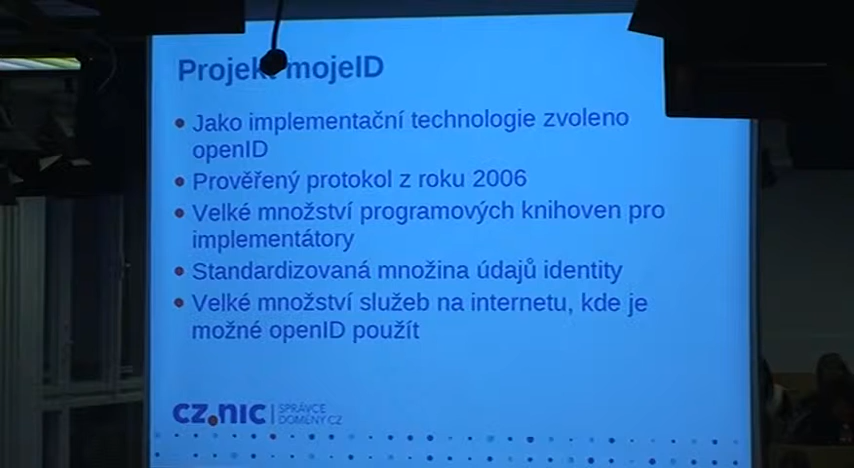 Projekt mojeID
Jako implementační technologie zvoleno
openID
Prověřený protokol z roku 2006
Velké množství programových knihoven pro
implementátory
Standardizovaná množina údajů identity
Velké množství služeb na internetu, kde je
možné openID použít
CZ.NIC | SPRÁVCE
DOMÉNY CZ